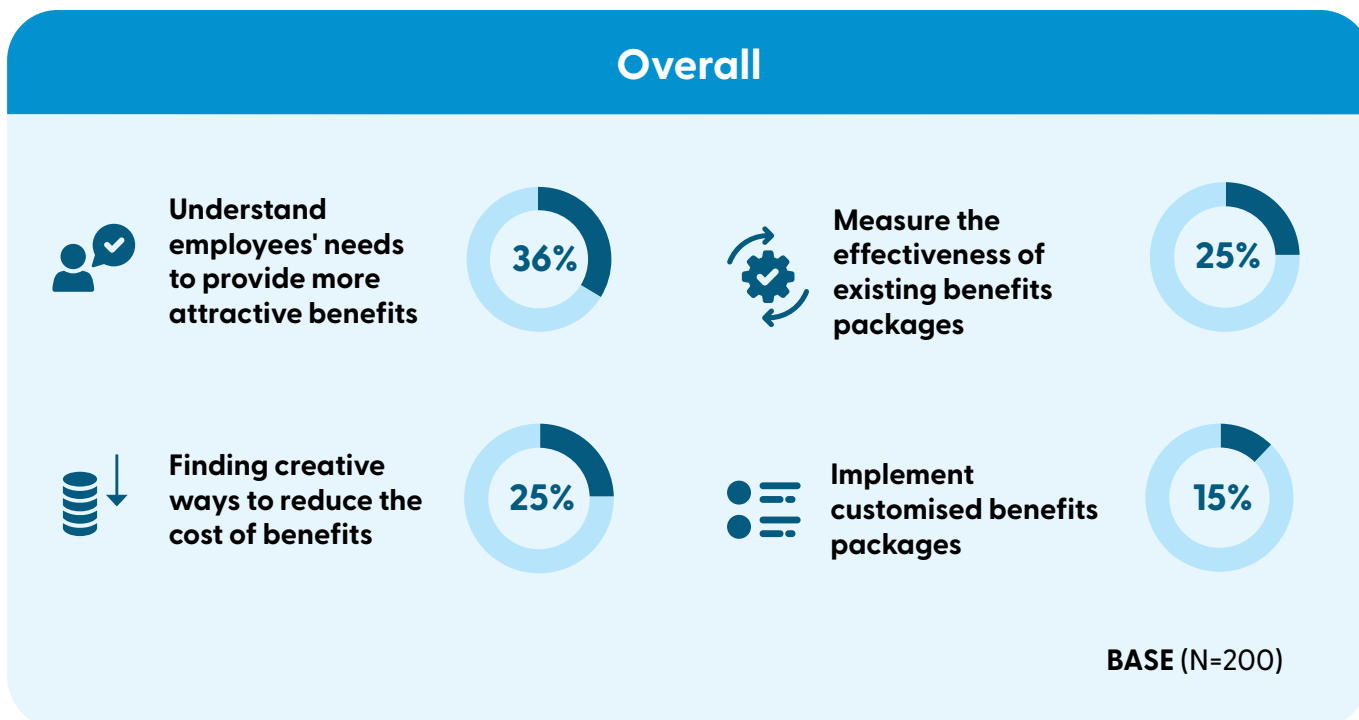 Overall
Understand
employees' needs
to provide more
attractive benefits
36%
Measure the
effectiveness of
existing benefits
packages
25%
Finding creative
ways to reduce the
cost of benefits
25%
Implement
customised benefits
packages
15%
BASE (N=200)